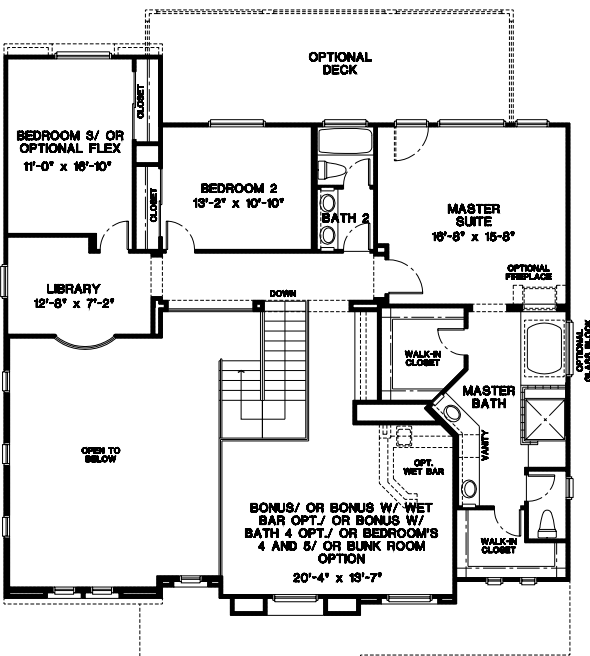 OPTIONAL
DECK
CLOSET
BEDROOM 3/ OR
OPTIONAL FLEX
11'-0" x 16'-10"
CLOSET
BEDROOM 2
13'-2" x 10'-10"
BATH 2
MASTER
SUITE
16'-8" x 15-8"
OPTIONAL
FIREPLACE
LIBRARY
12'-8" x 7'-2"
DOWN
OPTIONAL
GLASS BLOCK
WALK-IN
CLOSET
MASTER
BATH
VANITY
OPEN TO
BELOW
OPT.
WET BAR
BONUS/ OR BONUS W/ WET
BAR OPT./ OR BONUS W/
BATH 4 OPT./ OR BEDROOM'S
4 AND 5/ OR BUNK ROOM
OPTION
20'-4" x 13'-7"
WALK-IN
CLOSET